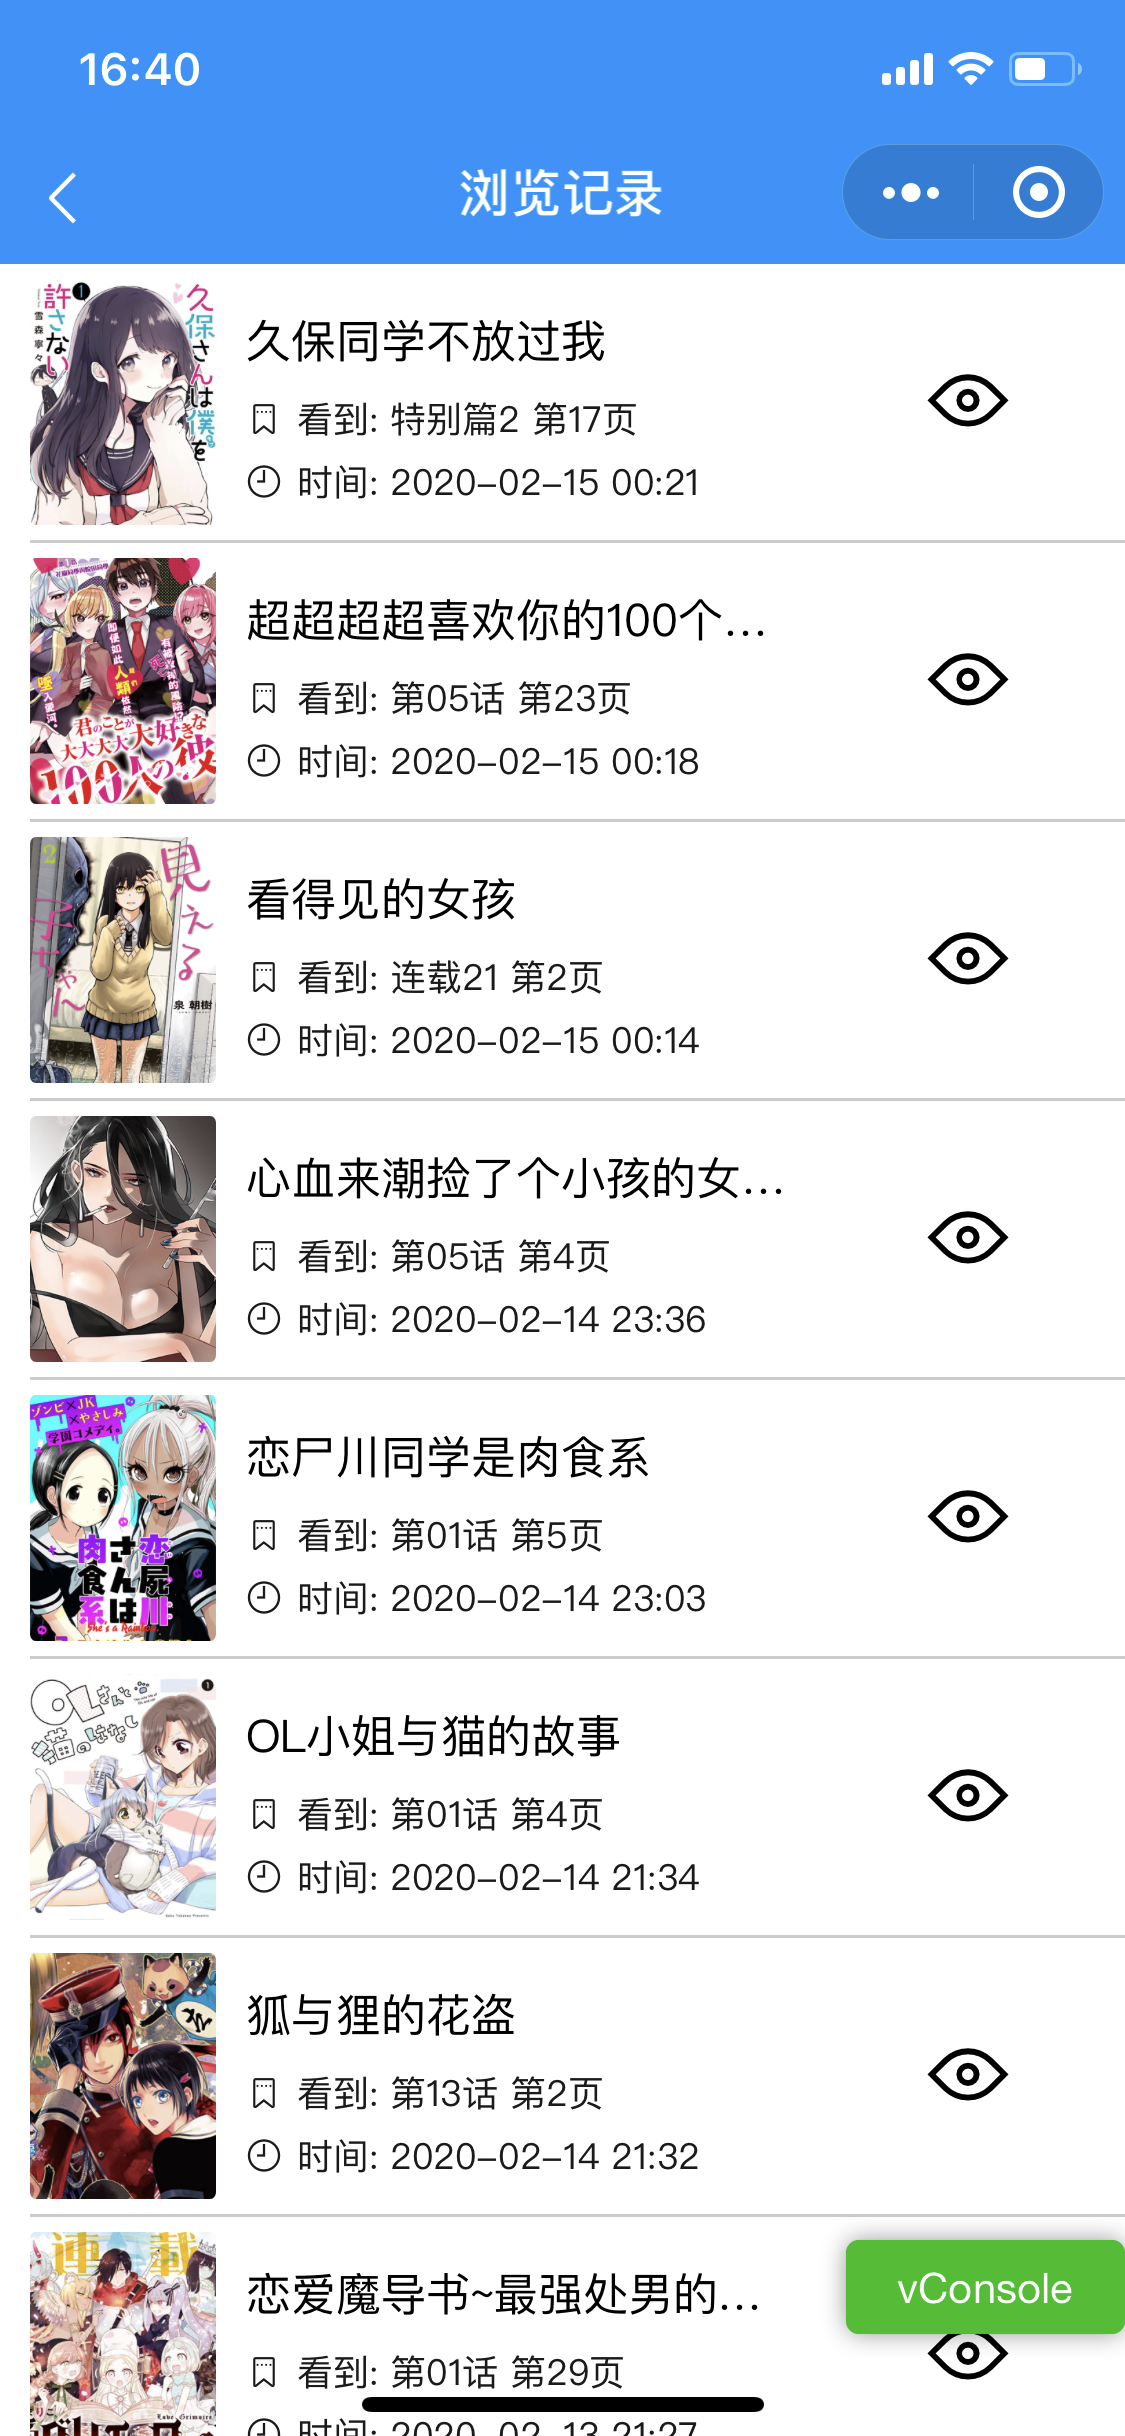 16:40
浏览记录
久保さんは僕を
許さない
1
雪森寧々
久保同学不放过我
看到: 特别篇2 第17页
时间: 2020-02-15 00:21
君のことが
大大大大大好きな
100人の彼
超超超超喜欢你的100个...
看到: 第05话 第23页
时间: 2020-02-15 00:18
2
見える
子ちゃん
泉 朝樹
看得见的女孩
看到: 连载21 第2页
时间: 2020-02-15 00:14
心血来潮捡了个小孩的女...
看到: 第05话 第4页
时间: 2020-02-14 23:36
ゾンビ×JK
×やさしみ
学園コメディ。
恋屍川
さんは
肉食系
She's a Rainbow
恋尸川同学是肉食系
看到: 第01话 第5页
时间: 2020-02-14 23:03
OLさんと
猫のはなし
1
OL小姐与猫的故事
看到: 第01话 第4页
时间: 2020-02-14 21:34
狐与狸的花盗
看到: 第13话 第2页
时间: 2020-02-14 21:32
連載
Love Grimoire
恋爱魔导书~最强处男的...
vConsole
看到: 第01话 第29页
时间: 2020-02-13 21:27